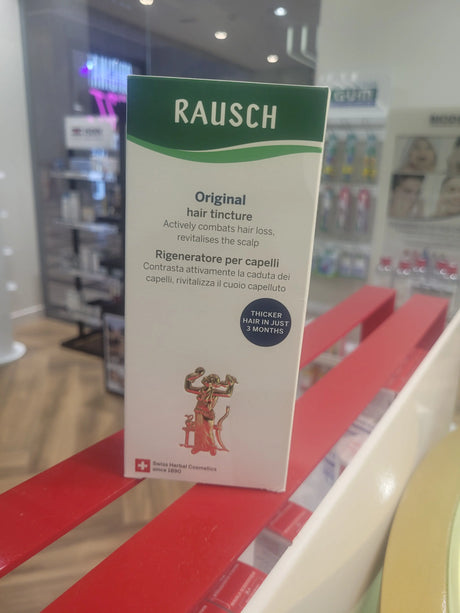 RAUSCH
Original
hair tincture
Actively combats hair loss,
revitalises the scalp
Rigeneratore per capelli
Contrasta attivamente la caduta dei
capelli, rivitalizza il cuoio capelluto
THICKER
HAIR IN JUST
3 MONTHS
Swiss Herbal Cosmetics
since 1890
GUM